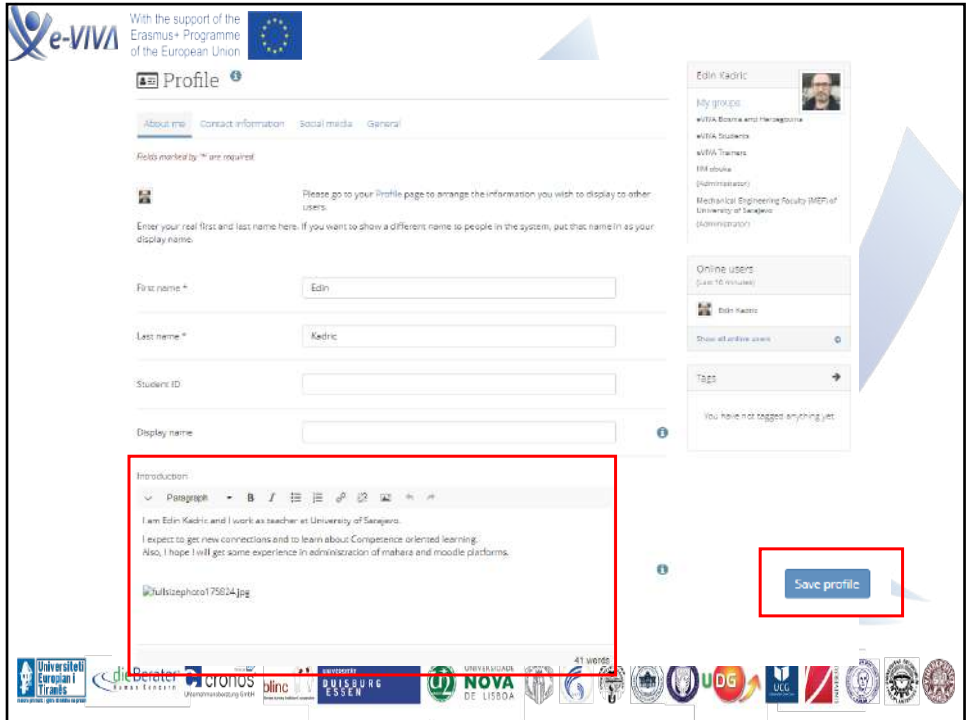 e-VIVA
With the support of the
Erasmus+ Programme
of the European Union
Profile
About me Contact information Social media General
Fields marked by '*' are required.
Please go to your Profile page to arrange the information you wish to display to other
users.
Enter your real first and last name here. If you want to show a different name to people in the system, put that name in as your
display name.
First name *
Edin
Last name *
Kadric
Student ID
Display name
Introduction
Paragraph B I
I am Edin Kadric and I work as teacher at University of Sarajevo.
I expect to get new connections and to learn about Competence oriented learning.
Also, I hope I will get some experience in administration of mahara and moodle platforms.
fullsizephoto175824.jpg
41 words
Edin Kadric
My groups
eVIVA Bosnia and Herzegovina
eVIVA Students
eVIVA Trainers
(Administrator)
Mechanical Engineering Faculty (MEF) of
University of Sarajevo
(Administrator)
Online users
(Last 10 minutes)
Edin Kadric
Show all online users
Tags
You have not tagged anything yet
Save profile
Universiteti
Europian i
Tiranës
die Berater
Human Concern
cronos
Unternehmensberatung GmbH
blinc
UNIVERSITÄT
DUISBURG
ESSEN
UNIVERSIDADE
NOVA
DE LISBOA
UDG
UCG